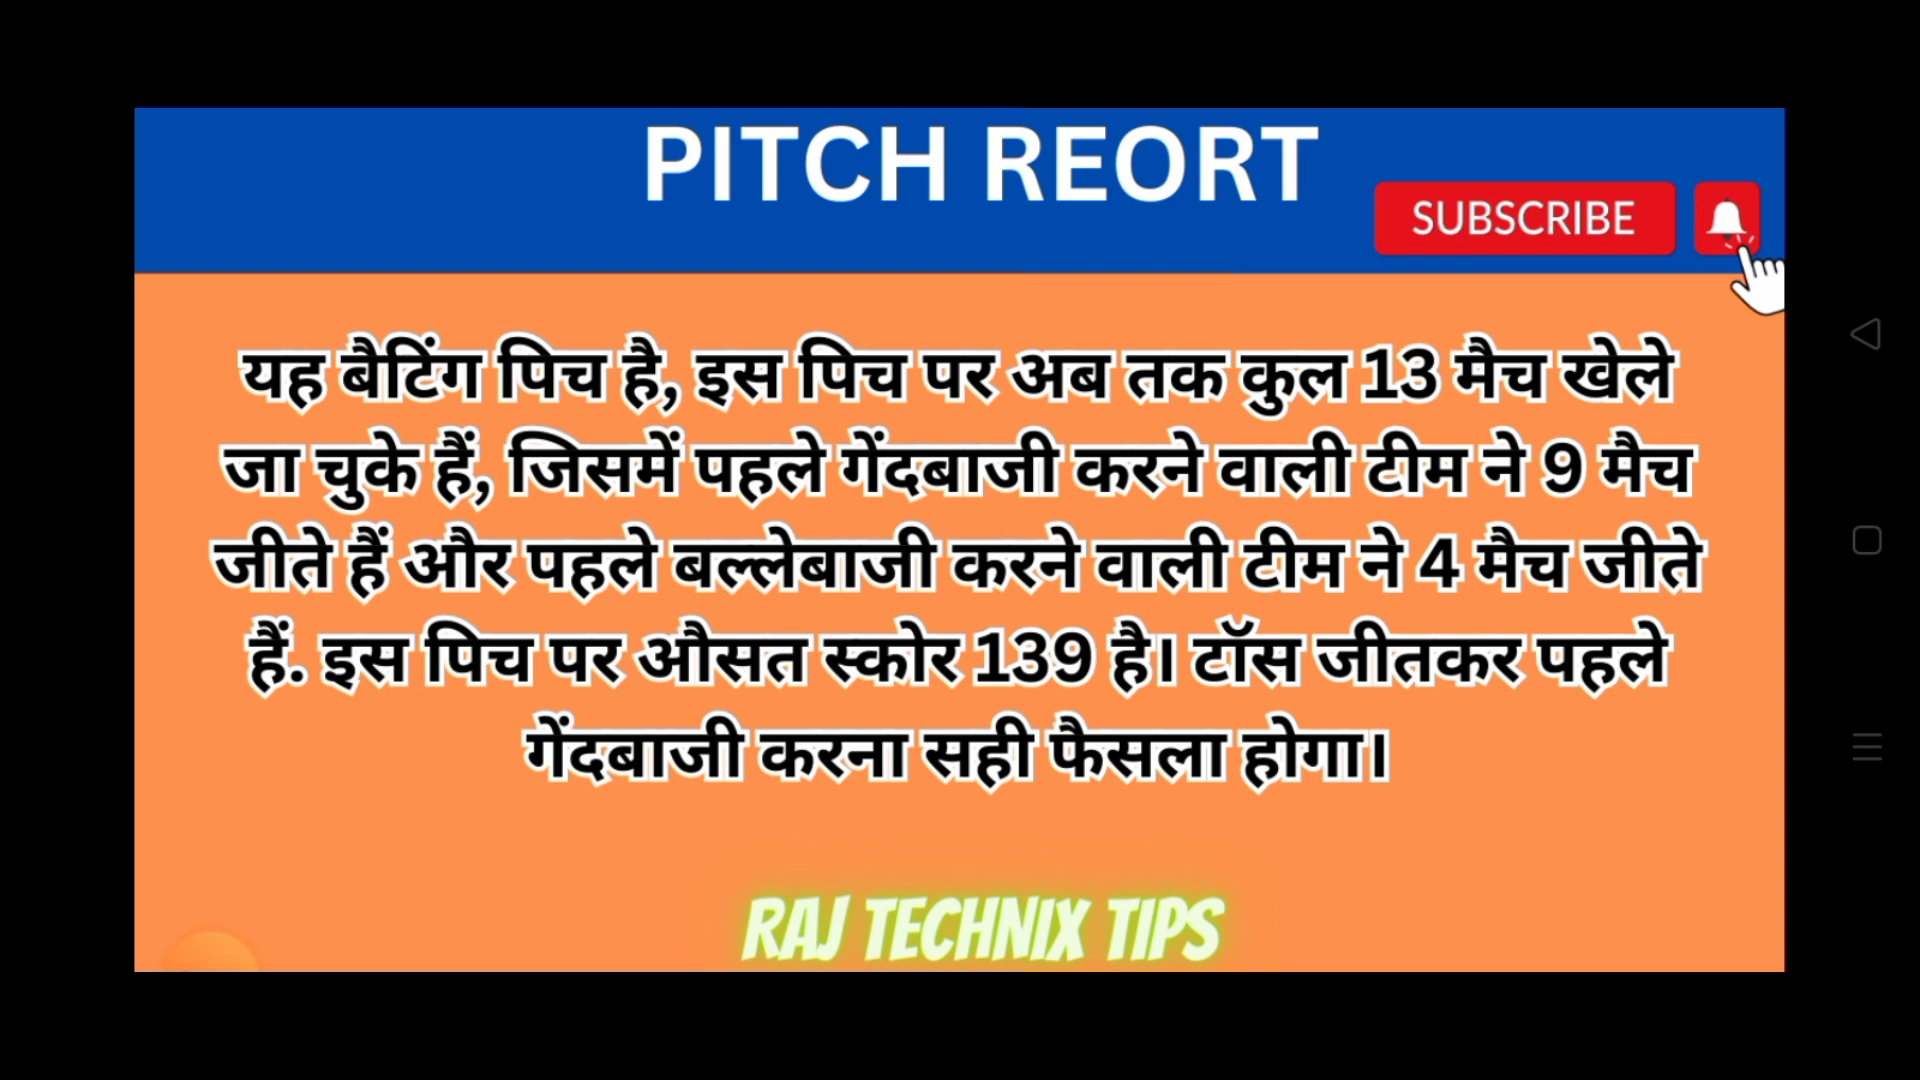 PITCH REORT
SUBSCRIBE
यह बैटिंग पिच है, इस पिच पर अब तक कुल 13 मैच खेले
जा चुके हैं, जिसमें पहले गेंदबाजी करने वाली टीम ने 9 मैच
जीते हैं और पहले बल्लेबाजी करने वाली टीम ने 4 मैच जीते
हैं. इस पिच पर औसत स्कोर 139 है। टॉस जीतकर पहले
गेंदबाजी करना सही फैसला होगा।
RAJ TECHNIX TIPS